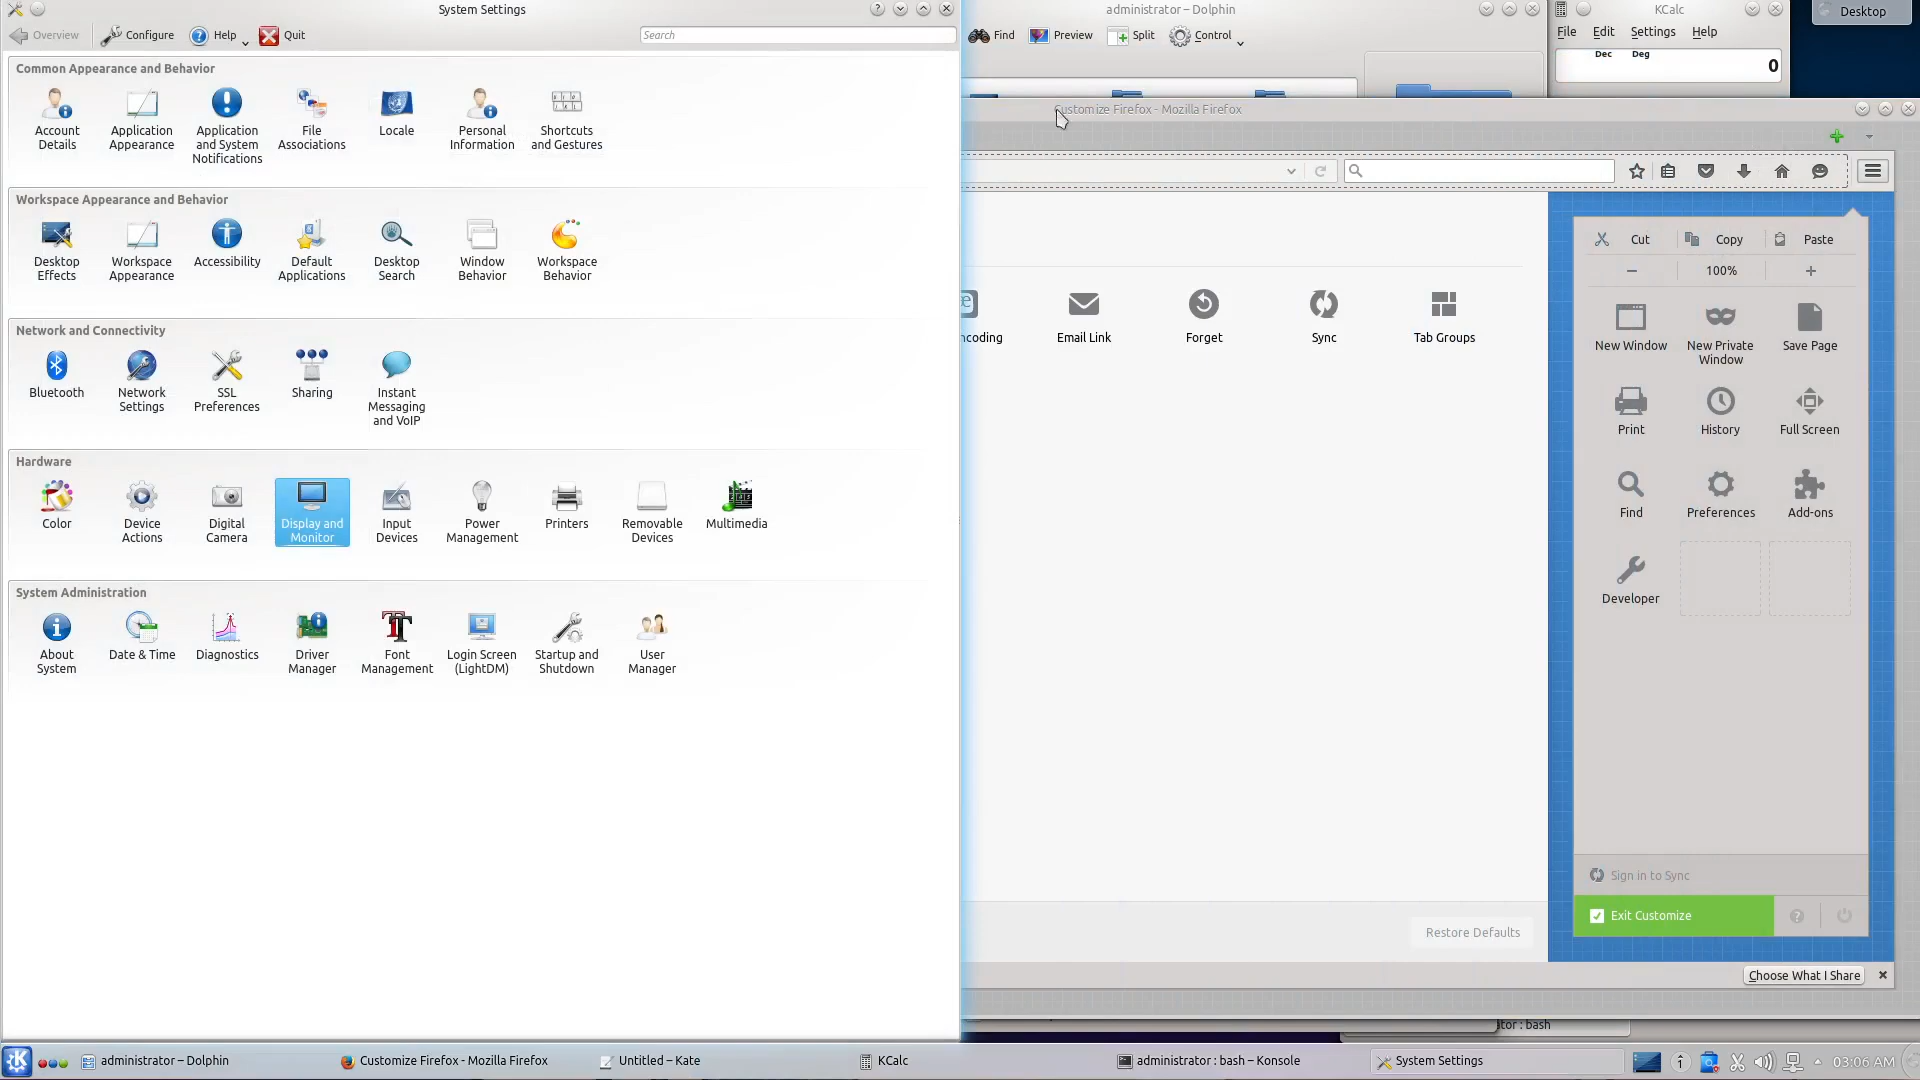 System Settings
Overview
Configure
Help
Quit
Search
Common Appearance and Behavior
Account
Details
Application
Appearance
Application
and System
Notifications
File
Associations
Locale
Personal
Information
Shortcuts
and Gestures
Workspace Appearance and Behavior
Desktop
Effects
Workspace
Appearance
Accessibility
Default
Applications
Desktop
Search
Window
Behavior
Workspace
Behavior
Network and Connectivity
Bluetooth
Network
Settings
SSL
Preferences
Sharing
Instant
Messaging
and VoIP
Hardware
Color
Device
Actions
Digital
Camera
Display and
Monitor
Input
Devices
Power
Management
Printers
Removable
Devices
Multimedia
System Administration
About
System
Date & Time
Diagnostics
Driver
Manager
Font
Management
Login Screen
(LightDM)
Startup and
Shutdown
User
Manager
administrator – Dolphin
Find
Preview
Split
Control
KCalc
File
Edit
Settings
Help
Dec
Deg
0
Desktop
Customize Firefox - Mozilla Firefox
ncoding
Email Link
Forget
Sync
Tab Groups
Cut
Copy
Paste
100%
New Window
New Private
Window
Save Page
Print
History
Full Screen
Find
Preferences
Add-ons
Developer
Sign in to Sync
Exit Customize
Restore Defaults
Choose What I Share
ator : bash
administrator – Dolphin
Customize Firefox - Mozilla Firefox
Untitled – Kate
KCalc
administrator : bash – Konsole
System Settings
03:06 AM